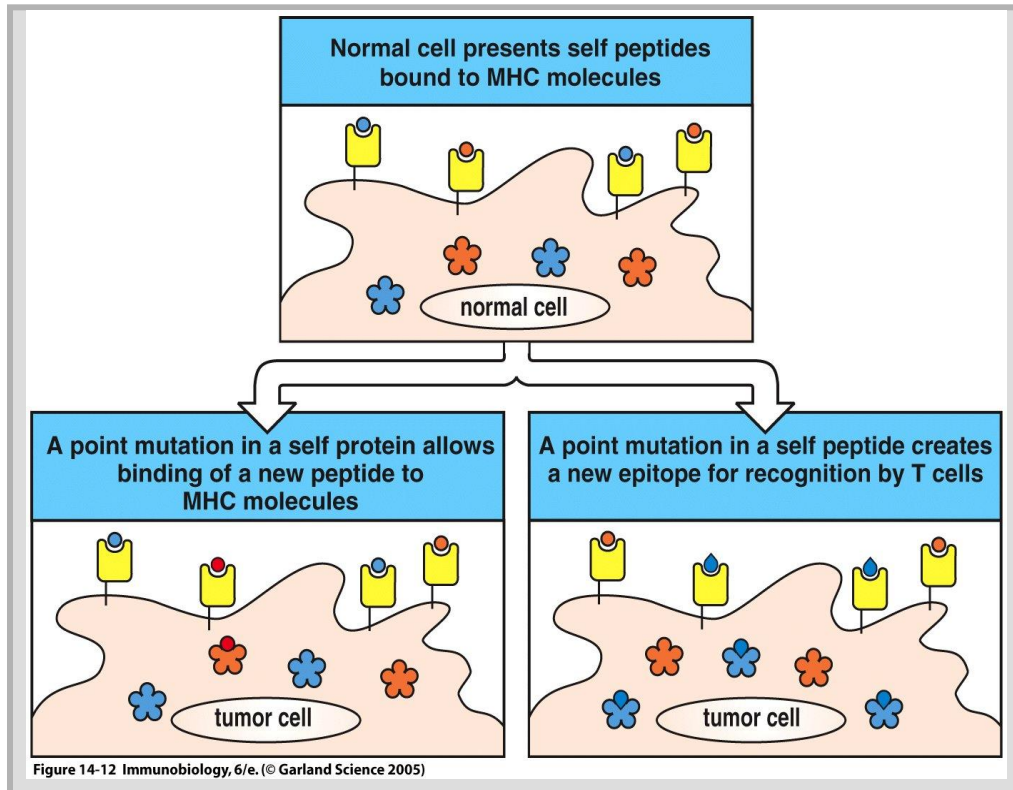 Normal cell presents self peptides
bound to MHC molecules
normal cell
A point mutation in a self protein allows
binding of a new peptide to
MHC molecules
tumor cell
A point mutation in a self peptide creates
a new epitope for recognition by T cells
tumor cell
Figure 14-12 Immunobiology, 6/e. (© Garland Science 2005)